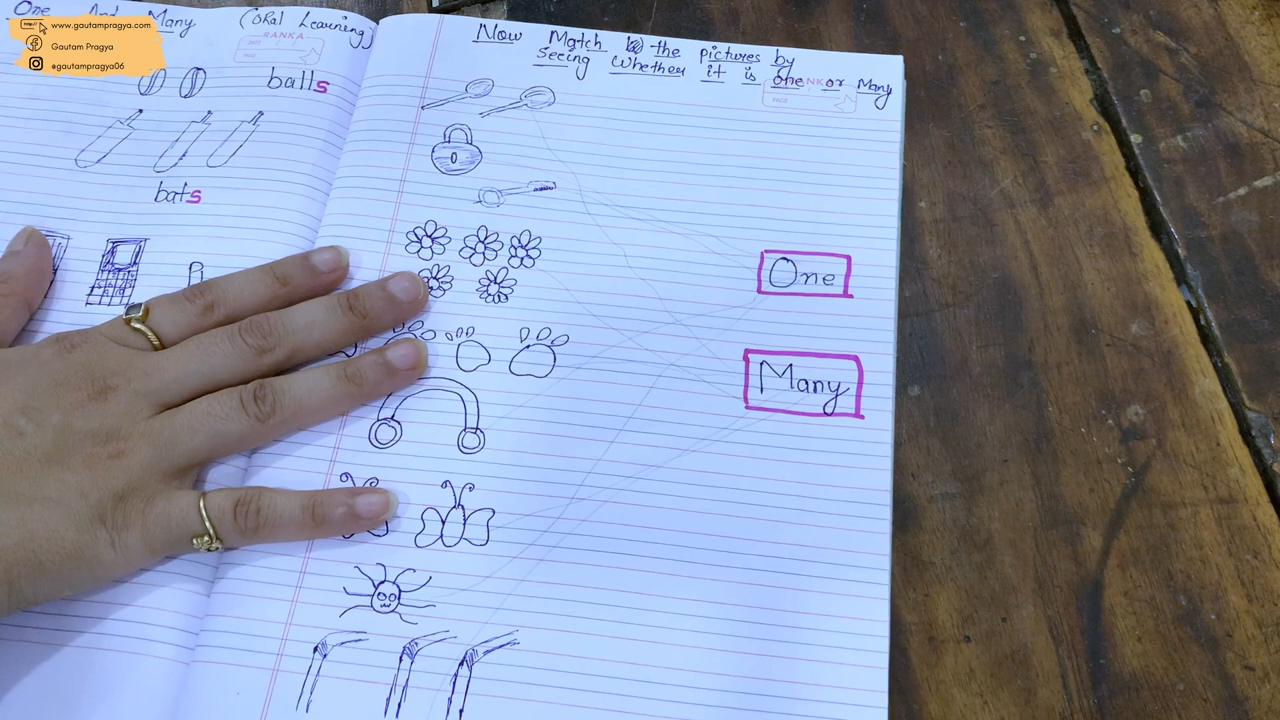 www.gautampragya.com
Gautam Pragya
@gautampragya06
One And Many (Oral Learning)
RANKA
balls
bats
Now Match the pictures by
seeing whether it is one or Many
One
Many